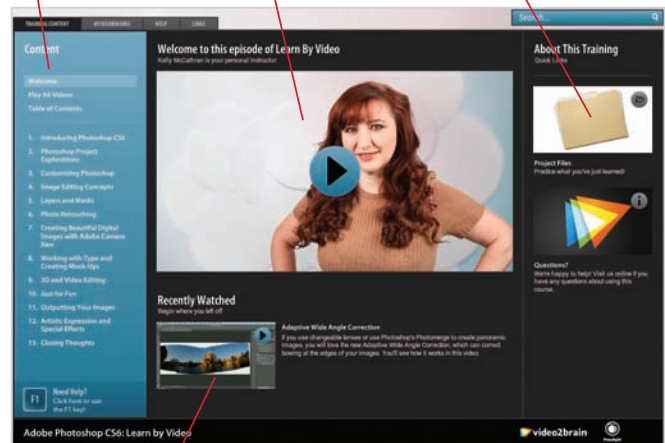 TRAINING CONTENT
MY BOOKMARKS
HELP
LINKS
Search...
Content
Welcome
Play All Videos
Table of Contents
1. Introducing Photoshop CS6
2. Photoshop Project
Explorations
3. Customizing Photoshop
4. Image Editing Concepts
5. Layers and Masks
6. Photo Retouching
7. Creating Beautiful Digital
Images with Adobe Camera
Raw
8. Working with Type and
Creating Mock-Ups
9. 3D and Video Editing
10. Just for Fun
11. Outputting Your Images
12. Artistic Expression and
Special Effects
13. Closing Thoughts
F1
Need Help?
Click here or use
the F1 key!
Welcome to this episode of Learn By Video
Kelly McCathran is your personal instructor.
Recently Watched
Begin where you left off
Adaptive Wide Angle Correction
If you use changeable lenses or use Photoshop's Photomerge to create panoramic
images, you will love the new Adaptive Wide Angle Correction, which can correct
bowing at the edges of your images. You'll see how it works in this video.
About This Training
Quick Links
Project Files
Practice what you've just learned!
Questions?
We're happy to help! Visit us online if you
have any questions about using this
course.
Adobe Photoshop CS6: Learn by Video
video2brain
Peachpit